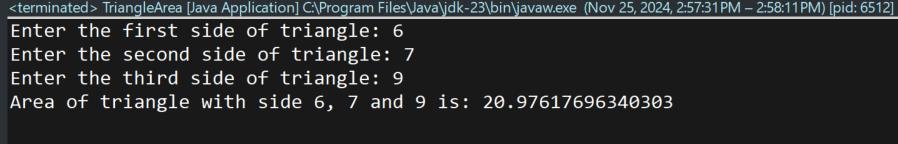 <terminated> TriangleArea [Java Application] C:\Program Files\Java\jdk-23\bin\javaw.exe (Nov 25, 2024, 2:57:31 PM – 2:58:11 PM) [pid: 6512]
Enter the first side of triangle: 6
Enter the second side of triangle: 7
Enter the third side of triangle: 9
Area of triangle with side 6, 7 and 9 is: 20.97617696340303